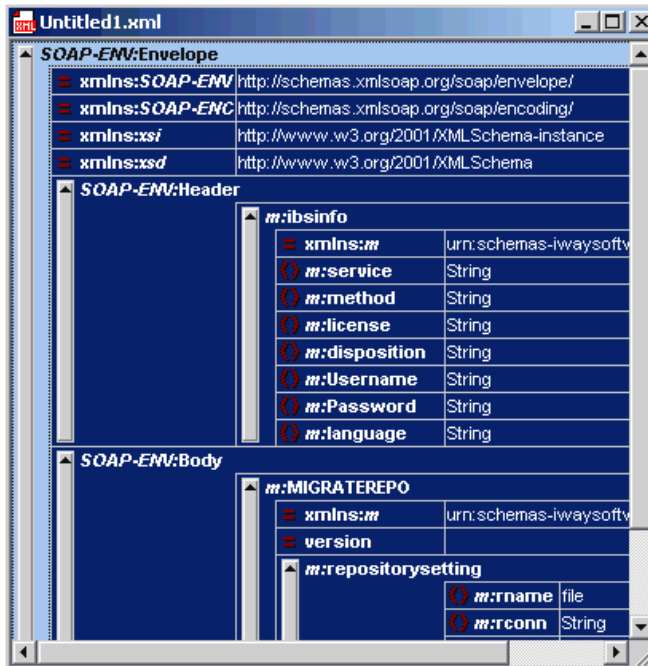 Untitled1.xml
SOAP-ENV:Envelope
= xmlns:SOAP-ENV http://schemas.xmlsoap.org/soap/envelope/
= xmlns:SOAP-ENC http://schemas.xmlsoap.org/soap/encoding/
= xmlns:xsi http://www.w3.org/2001/XMLSchema-instance
= xmlns:xsd http://www.w3.org/2001/XMLSchema
SOAP-ENV:Header
m:ibsinfo
= xmlns:m urn:schemas-iwaysoftw
() m:service String
() m:method String
() m:license String
() m:disposition String
() m:Username String
() m:Password String
() m:language String
SOAP-ENV:Body
m:MIGRATEREPO
= xmlns:m urn:schemas-iwaysoftw
= version
m:repositorysetting
() m:rname file
() m:rconn String